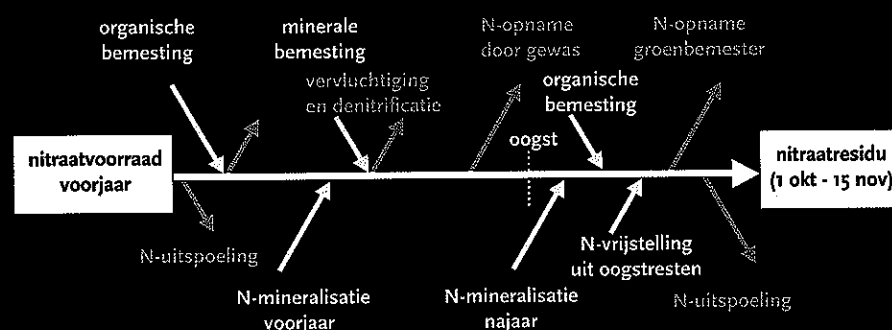 organische
bemesting
minerale
bemesting
vervluchtiging
en denitrificatie
N-opname
door gewas
organische
bemesting
N-opname
groenbemester
oogst
nitraatvoorraad
voorjaar
nitraatresidu
(1 okt - 15 nov)
N-uitspoeling
N-mineralisatie
voorjaar
N-mineralisatie
najaar
N-vrijstelling
uit oogstresten
N-uitspoeling